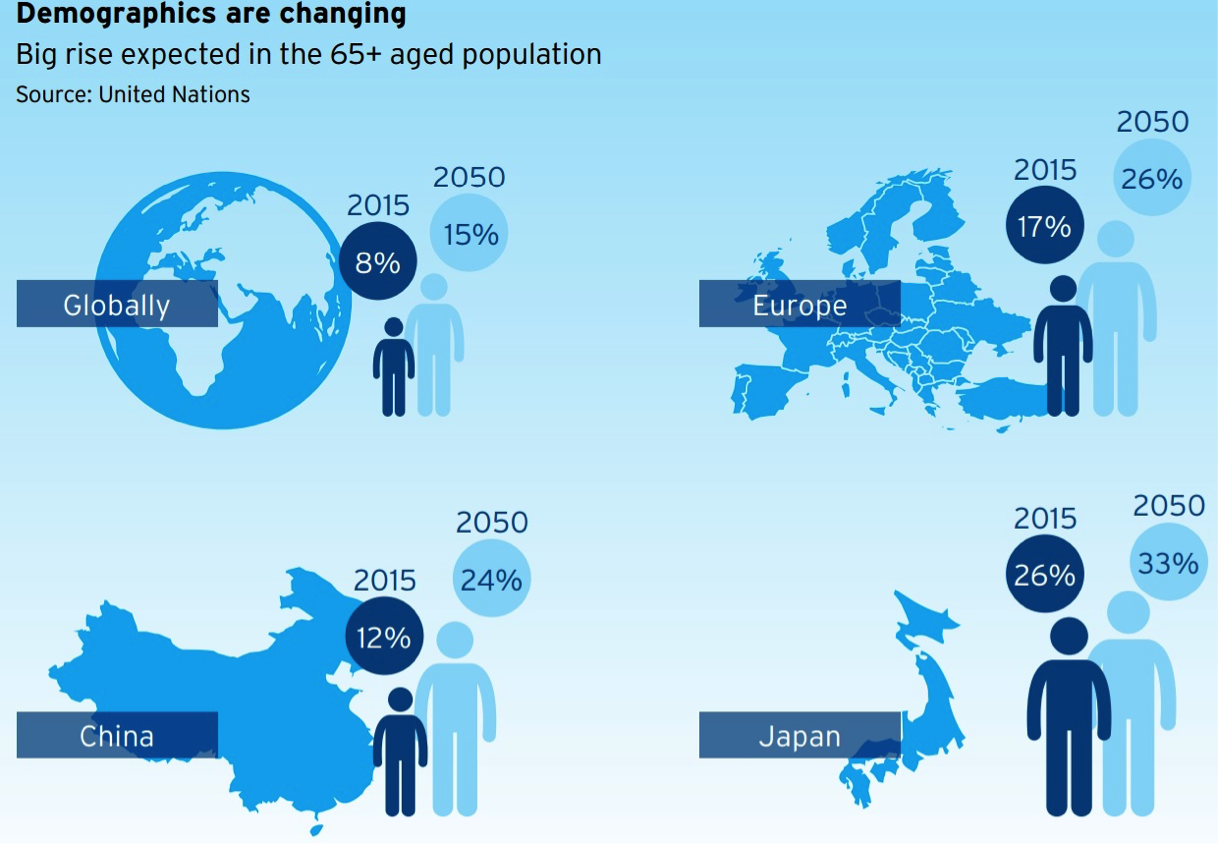 Demographics are changing
Big rise expected in the 65+ aged population
Source: United Nations
Globally
2015
8%
2050
15%
Europe
2015
17%
2050
26%
China
2015
12%
2050
24%
Japan
2015
26%
2050
33%